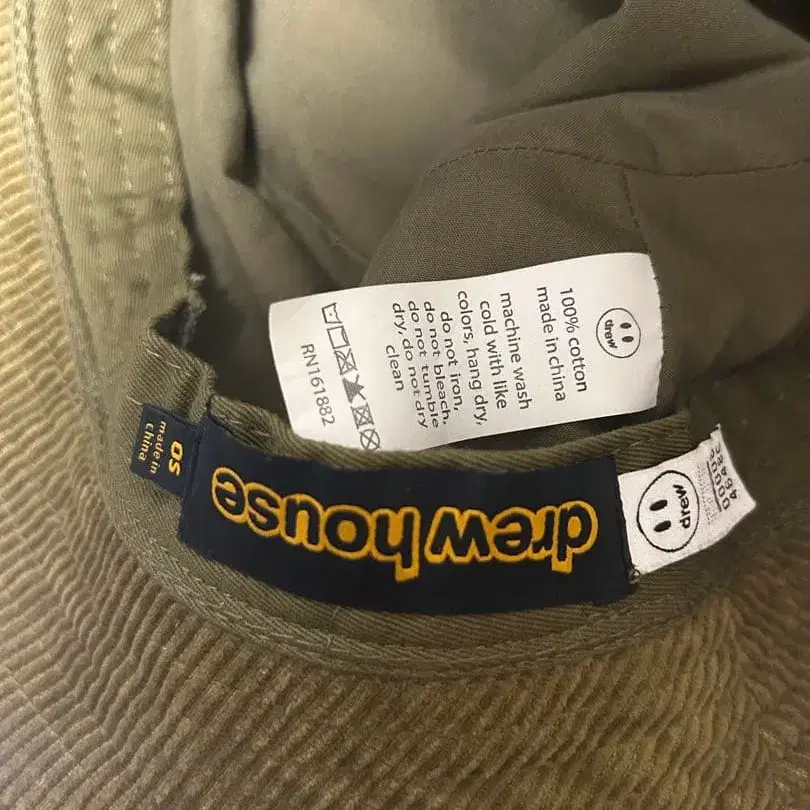 drew
100% cotton
made in china
machine wash
cold with like
colors, hang dry,
do not iron,
do not bleach,
do not tumble
dry, do not dry
clean
RN161882
OS
made in
China
drew house
drew